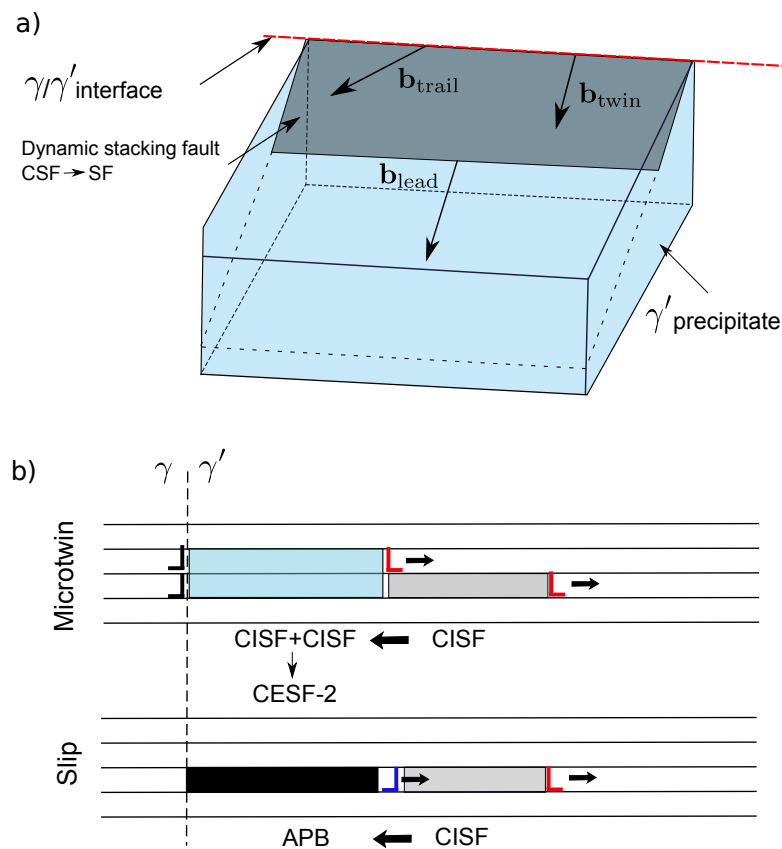 a)
γ/γ′ interface
b_trail
b_twin
Dynamic stacking fault
CSF → SF
b_lead
γ′ precipitate
b)
γ γ′
Microtwin
CISF+CISF CISF
CESF-2
Slip
APB CISF